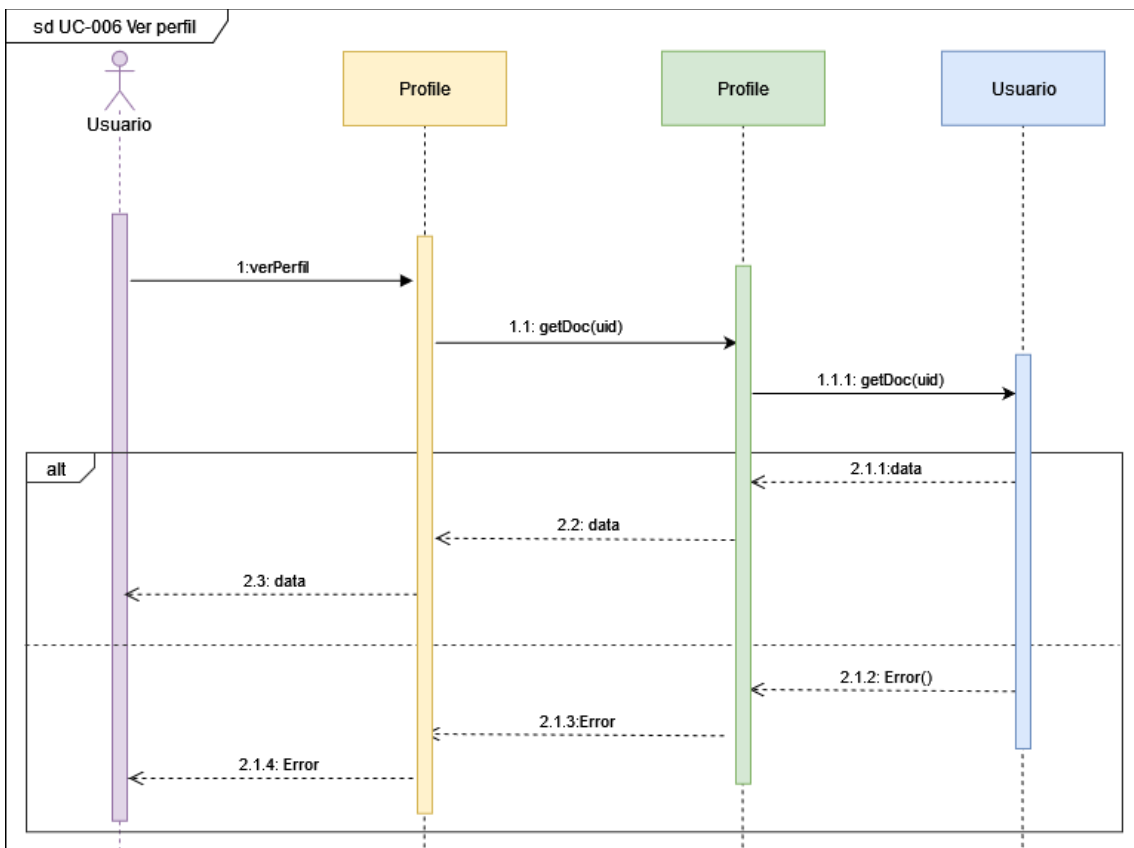 sd UC-006 Ver perfil
Usuario
Profile
Profile
Usuario
1:verPerfil
1.1: getDoc(uid)
1.1.1: getDoc(uid)
alt
2.1.1:data
2.2: data
2.3: data
2.1.2: Error()
2.1.3:Error
2.1.4: Error